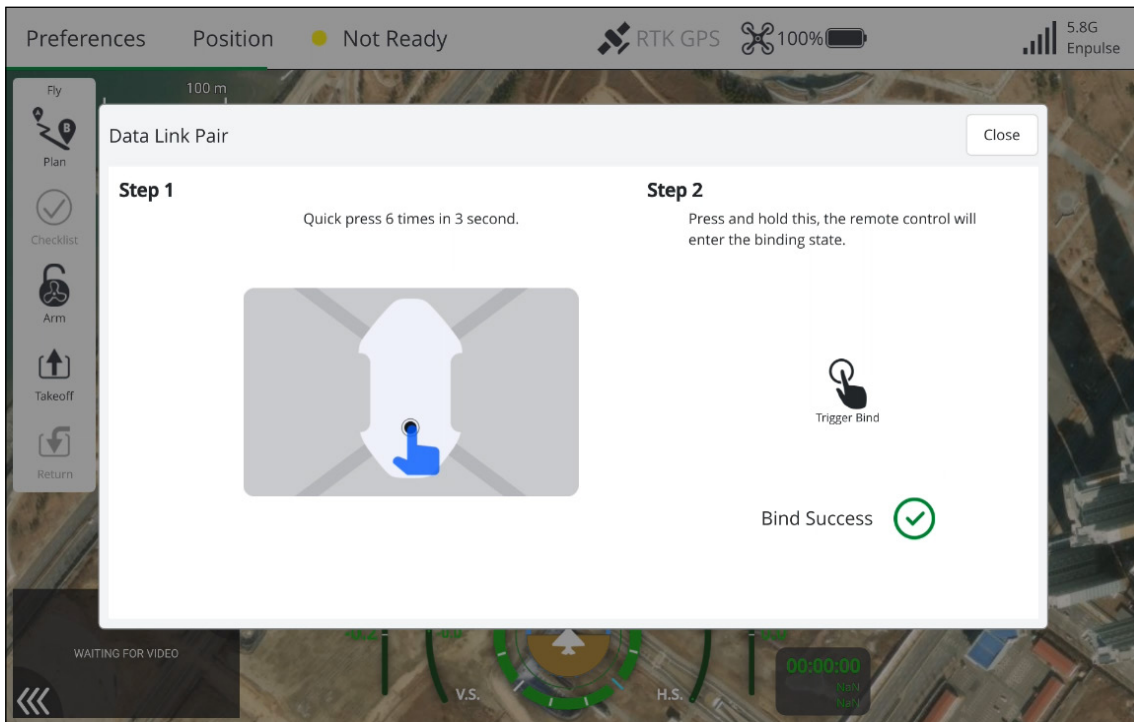 Preferences Position Not Ready RTK GPS 100% 5.8G
Enpulse
Fly
100 m
Plan
Checklist
Arm
Takeoff
Return
Data Link Pair
Close
Step 1
Quick press 6 times in 3 second.
Step 2
Press and hold this, the remote control will
enter the binding state.
Trigger Bind
Bind Success
WAITING FOR VIDEO
V.S.
H.S.
00:00:00
NaN
NaN